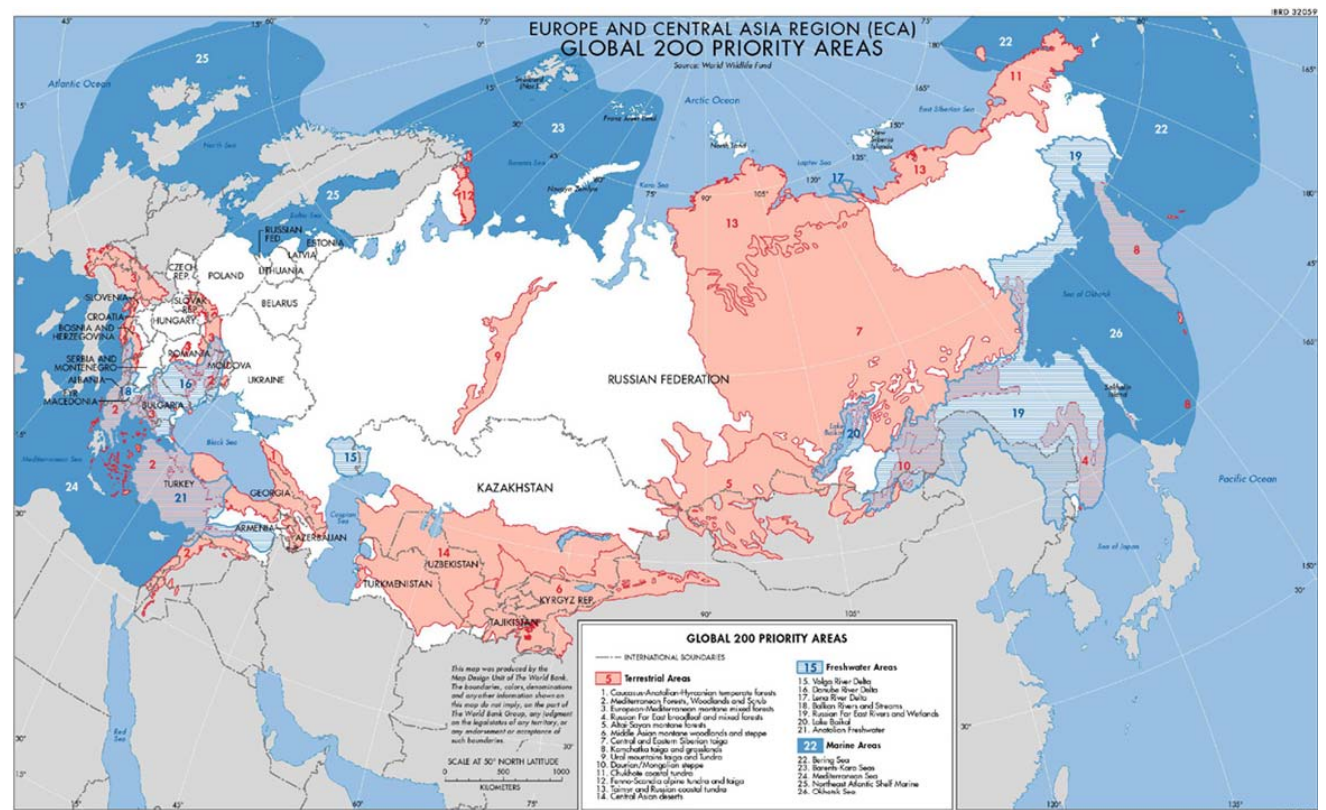 IBRD 32059
EUROPE AND CENTRAL ASIA REGION (ECA)
GLOBAL 200 PRIORITY AREAS
Source: World Wildlife Fund
Atlantic Ocean
North Sea
Baltic Sea
Barents Sea
Novaya Zemlya
Franz Josef Land
Kara Sea
Arctic Ocean
North Land
Laptev Sea
New Siberia Islands
East Siberian Sea
RUSSIAN FED.
ESTONIA
LATVIA
LITHUANIA
POLAND
BELARUS
CZECH REP.
SLOVAK REP.
SLOVENIA
CROATIA
HUNGARY
BOSNIA AND
HERZEGOVINA
SERBIA AND
MONTENEGRO
ROMANIA
MOLDOVA
UKRAINE
ALBANIA
FYR
MACEDONIA
BULGARIA
Black Sea
Mediterranean Sea
TURKEY
GEORGIA
ARMENIA
AZERBAIJAN
Caspian Sea
RUSSIAN FEDERATION
KAZAKHSTAN
UZBEKISTAN
TURKMENISTAN
KYRGYZ REP.
TAJIKISTAN
Lake Baikal
Sea of Okhotsk
Sakhalin Island
Pacific Ocean
Sea of Japan
Red Sea
This map was produced by the
Map Design Unit of The World Bank.
The boundaries, colors, denominations
and any other information shown on
this map do not imply, on the part of
The World Bank Group, any judgment
on the legal status of any territory, or
any endorsement or acceptance of
such boundaries.
SCALE AT 50° NORTH LATITUDE
0 500 1000
KILOMETERS
GLOBAL 200 PRIORITY AREAS
INTERNATIONAL BOUNDARIES
5 Terrestrial Areas
1. Caucasus-Anatolian-Hyrcanian temperate forests
2. Mediterranean Forests, Woodlands and Scrub
3. European-Mediterranean montane mixed forests
4. Russian Far East broadleaf and mixed forests
5. Altai-Sayan montane forests
6. Middle Asian montane woodlands and steppe
7. Central and Eastern Siberian taiga
8. Kamchatka taiga and grasslands
9. Ural mountains taiga and tundra
10. Daurian/Mongolian steppe
11. Chukhote coastal tundra
12. Fenno-Scandia alpine tundra and taiga
13. Taimyr and Russian coastal tundra
14. Central Asian deserts
15 Freshwater Areas
15. Volga River Delta
16. Danube River Delta
17. Lena River Delta
18. Balkan Rivers and Streams
19. Russian Far East Rivers and Wetlands
20. Lake Baikal
21. Anatolian Freshwater
22 Marine Areas
22. Bering Sea
23. Barents-Kara Seas
24. Mediterranean Sea
25. Northeast Atlantic Shelf Marine
26. Okhotsk Sea